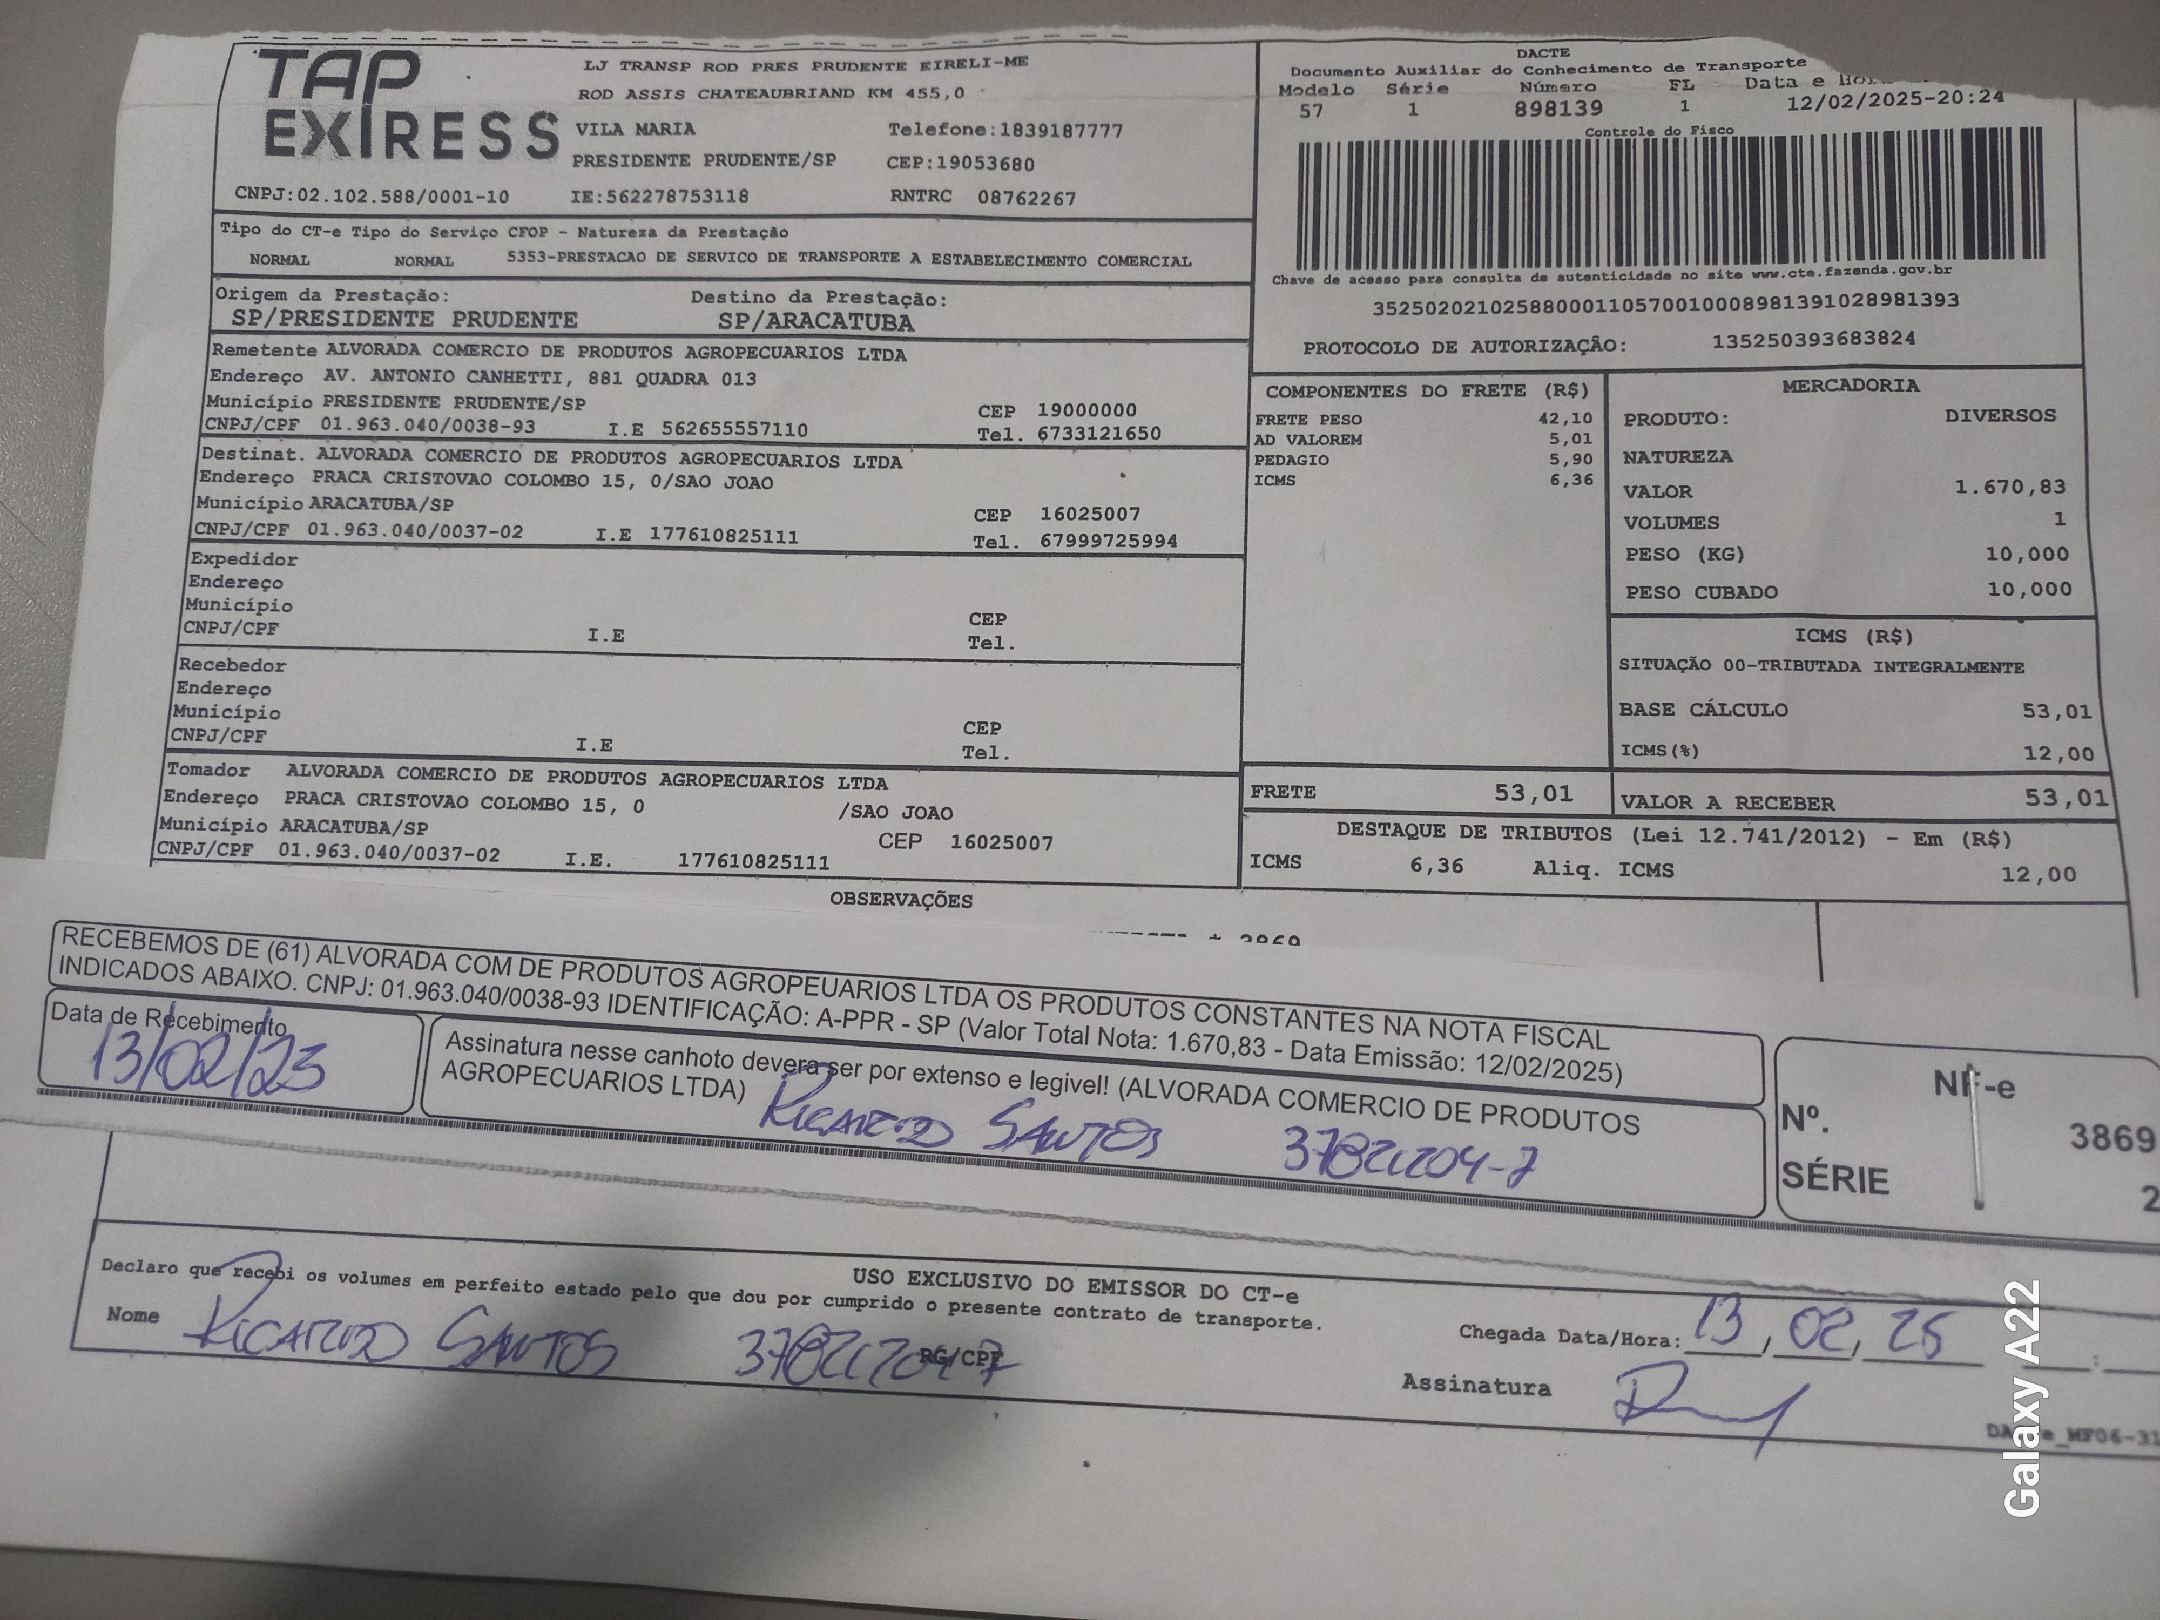 TAP
EXIRESS
LJ TRANSP ROD PRES PRUDENTE EIRELI-ME
ROD ASSIS CHATEAUBRIAND KM 455,0
VILA MARIA Telefone:1839187777
PRESIDENTE PRUDENTE/SP CEP:19053680
CNPJ:02.102.588/0001-10 IE:562278753118 RNTRC 08762267
DACTE
Documento Auxiliar do Conhecimento de Transporte
Modelo Série Número FL Data e
57 1 898139 1 12/02/2025-20:24
Controle do Fisco
Chave de acesso para consulta de autenticidade no site www.cte.fazenda.gov.br
35250202102588000110570010008981391028981393
PROTOCOLO DE AUTORIZAÇÂO: 135250393683824
Tipo do CT-e Tipo do Serviço CFOP - Natureza da Prestação
NORMAL NORMAL 5353-PRESTACAO DE SERVICO DE TRANSPORTE A ESTABELECIMENTO COMERCIAL
Origem da Prestação: Destino da Prestação:
SP/PRESIDENTE PRUDENTE SP/ARACATUBA
Remetente ALVORADA COMERCIO DE PRODUTOS AGROPECUARIOS LTDA
Endereço AV. ANTONIO CANHETTI, 881 QUADRA 013
Município PRESIDENTE PRUDENTE/SP CEP 19000000
CNPJ/CPF 01.963.040/0038-93 I.E 562655557110 Tel. 6733121650
Destinat. ALVORADA COMERCIO DE PRODUTOS AGROPECUARIOS LTDA
Endereço PRACA CRISTOVAO COLOMBO 15, 0/SAO JOAO
Município ARACATUBA/SP CEP 16025007
CNPJ/CPF 01.963.040/0037-02 I.E 177610825111 Tel. 67999725994
Expedidor
Endereço
Município CEP
CNPJ/CPF I.E Tel.
Recebedor
Endereço
Município CEP
CNPJ/CPF I.E Tel.
Tomador ALVORADA COMERCIO DE PRODUTOS AGROPECUARIOS LTDA
Endereço PRACA CRISTOVAO COLOMBO 15, 0 /SAO JOAO
Município ARACATUBA/SP CEP 16025007
CNPJ/CPF 01.963.040/0037-02 I.E. 177610825111
COMPONENTES DO FRETE (R$)
FRETE PESO 42,10
AD VALOREM 5,01
PEDAGIO 5,90
ICMS 6,36
MERCADORIA
PRODUTO: DIVERSOS
NATUREZA
VALOR 1.670,83
VOLUMES 1
PESO (KG) 10,000
PESO CUBADO 10,000
ICMS (R$)
SITUAÇÃO 00-TRIBUTADA INTEGRALMENTE
BASE CÁLCULO 53,01
ICMS(%) 12,00
FRETE 53,01 VALOR A RECEBER 53,01
DESTAQUE DE TRIBUTOS (Lei 12.741/2012) - Em (R$)
ICMS 6,36 Aliq. ICMS 12,00
OBSERVAÇÕES
RECEBEMOS DE (61) ALVORADA COM DE PRODUTOS AGROPEUARIOS LTDA OS PRODUTOS CONSTANTES NA NOTA FISCAL
INDICADOS ABAIXO. CNPJ: 01.963.040/0038-93 IDENTIFICAÇÃO: A-PPR - SP (Valor Total Nota: 1.670,83 - Data Emissão: 12/02/2025)
Data de Recebimento
13/02/23
Assinatura nesse canhoto devera ser por extenso e legivel! (ALVORADA COMERCIO DE PRODUTOS
AGROPECUARIOS LTDA)
RICARDO SANTOS
NF-e
Nº. 3869
SÉRIE 2
USO EXCLUSIVO DO EMISSOR DO CT-e
Declaro que recebi os volumes em perfeito estado pelo que dou por cumprido o presente contrato de transporte.
Nome RICARDO SANTOS RG/CPF
Chegada Data/Hora: 13, 02, 25 :
Assinatura
Galaxy A22